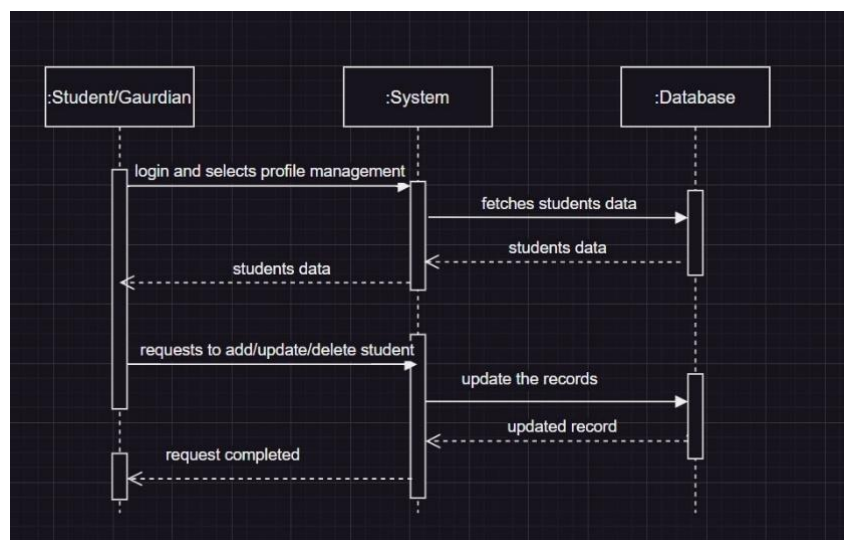 :Student/Gaurdian
:System
:Database
login and selects profile management
fetches students data
students data
students data
requests to add/update/delete student
update the records
updated record
request completed